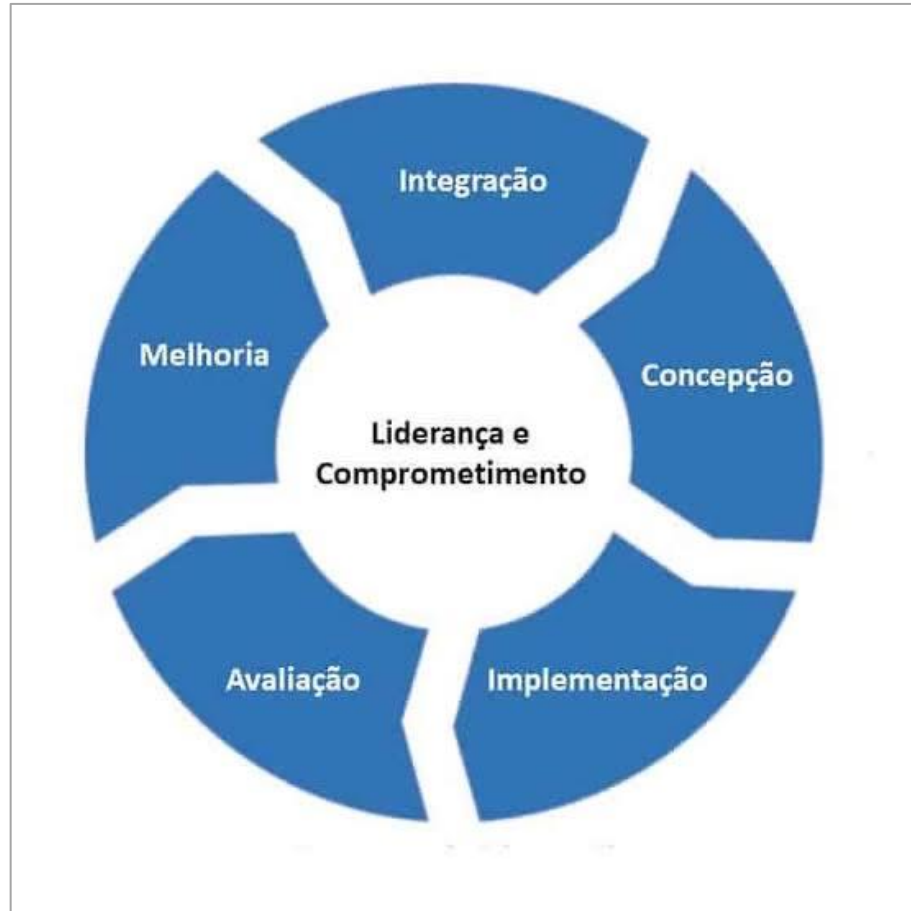 Integração
Melhoria
Concepção
Liderança e
Comprometimento
Avaliação
Implementação